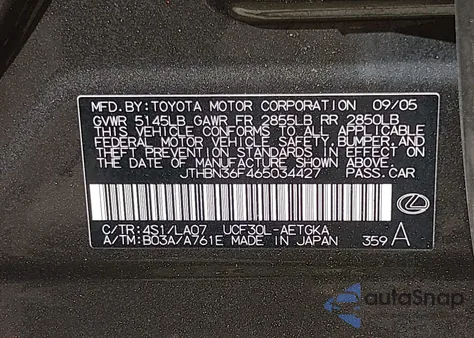 MFD. BY: TOYOTA MOTOR CORPORATION 09/05
GVWR 5145LB GAWR FR 2855LB RR 2850LB
THIS VEHICLE CONFORMS TO ALL APPLICABLE
FEDERAL MOTOR VEHICLE SAFETY, BUMPER, AND
THEFT PREVENTION STANDARDS IN EFFECT ON
THE DATE OF MANUFACTURE SHOWN ABOVE.
JTHBN36F465034427 PASS. CAR
C/TR: 4S1/LA07 UCF30L-AETGKA
A/TM: B03A/A761E MADE IN JAPAN 359 A
autoSnap